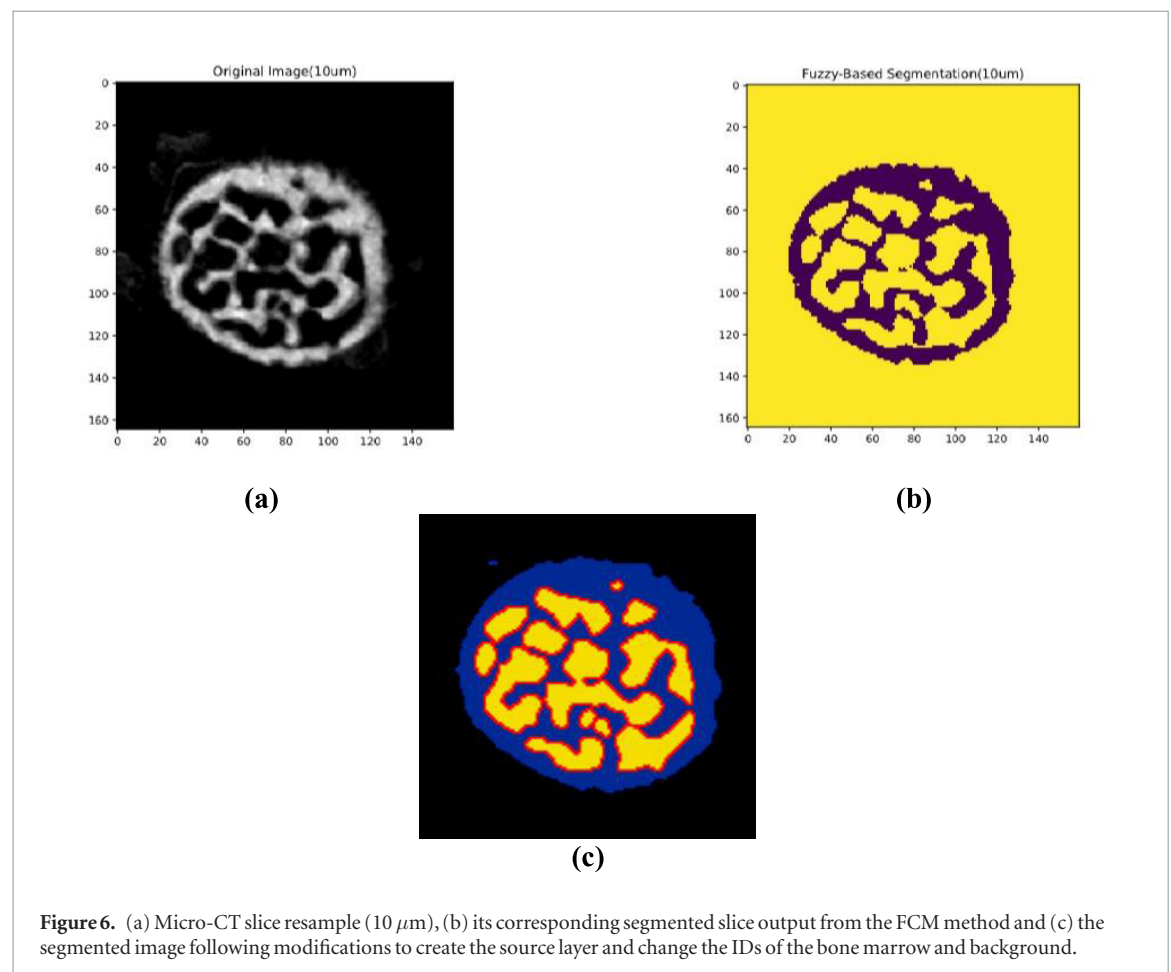 Original Image(10um)
0
20
40
60
80
100
120
140
160
0 20 40 60 80 100 120 140
(a)
Fuzzy-Based Segmentation(10um)
0
20
40
60
80
100
120
140
160
0 20 40 60 80 100 120 140
(b)
(c)
Figure 6. (a) Micro-CT slice resample (10 μm), (b) its corresponding segmented slice output from the FCM method and (c) the
segmented image following modifications to create the source layer and change the IDs of the bone marrow and background.